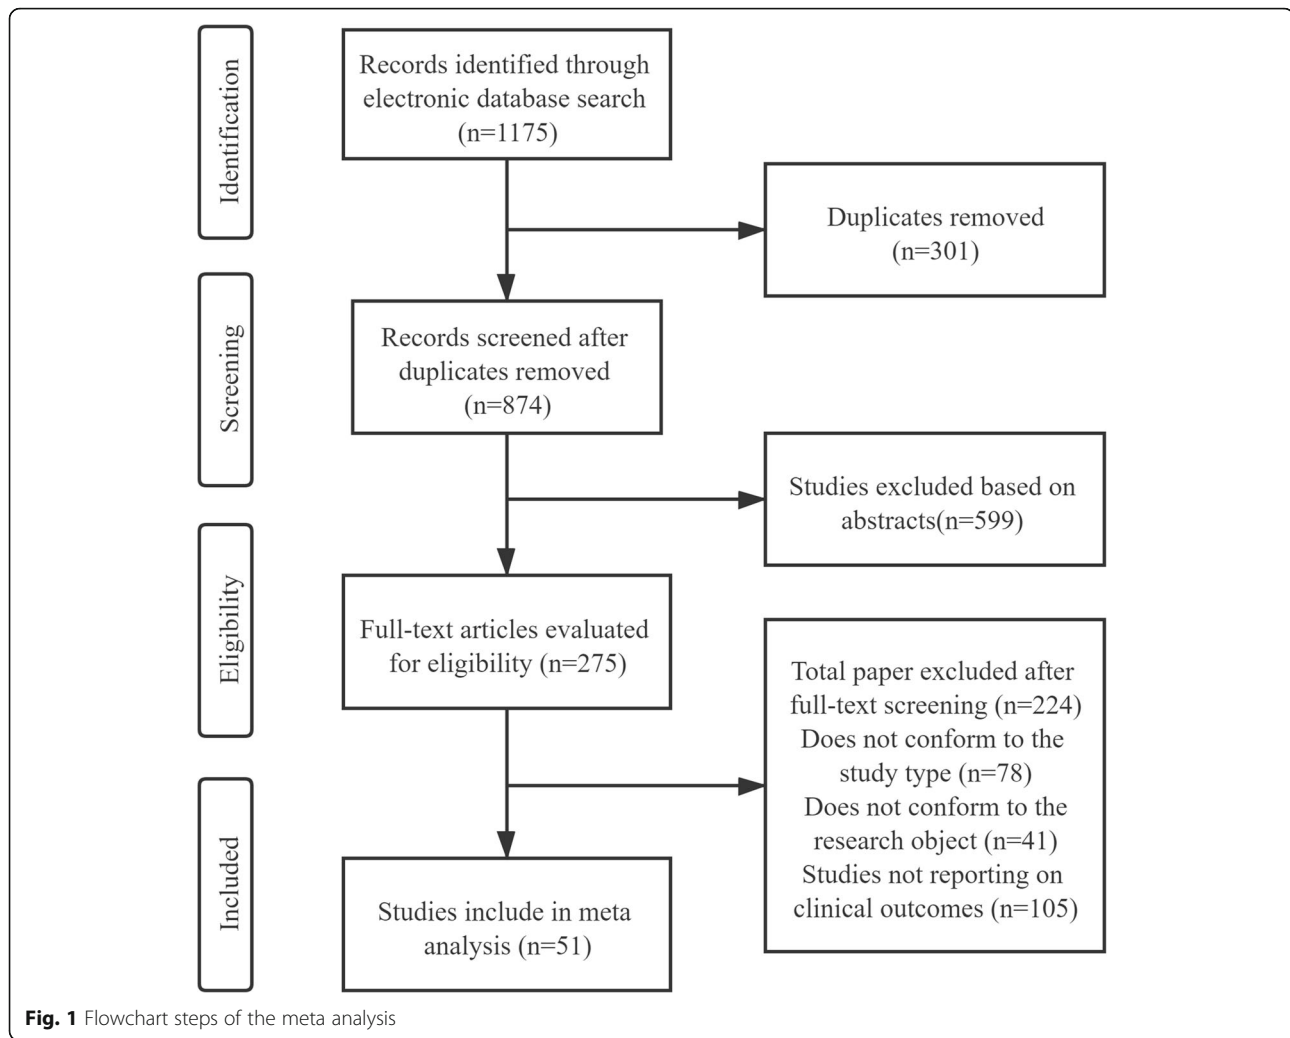 Identification
Records identified through
electronic database search
(n=1175)
Duplicates removed
(n=301)
Screening
Records screened after
duplicates removed
(n=874)
Studies excluded based on
abstracts(n=599)
Eligibility
Full-text articles evaluated
for eligibility (n=275)
Total paper excluded after
full-text screening (n=224)
Does not conform to the
study type (n=78)
Does not conform to the
research object (n=41)
Studies not reporting on
clinical outcomes (n=105)
Included
Studies include in meta
analysis (n=51)
Fig. 1 Flowchart steps of the meta analysis